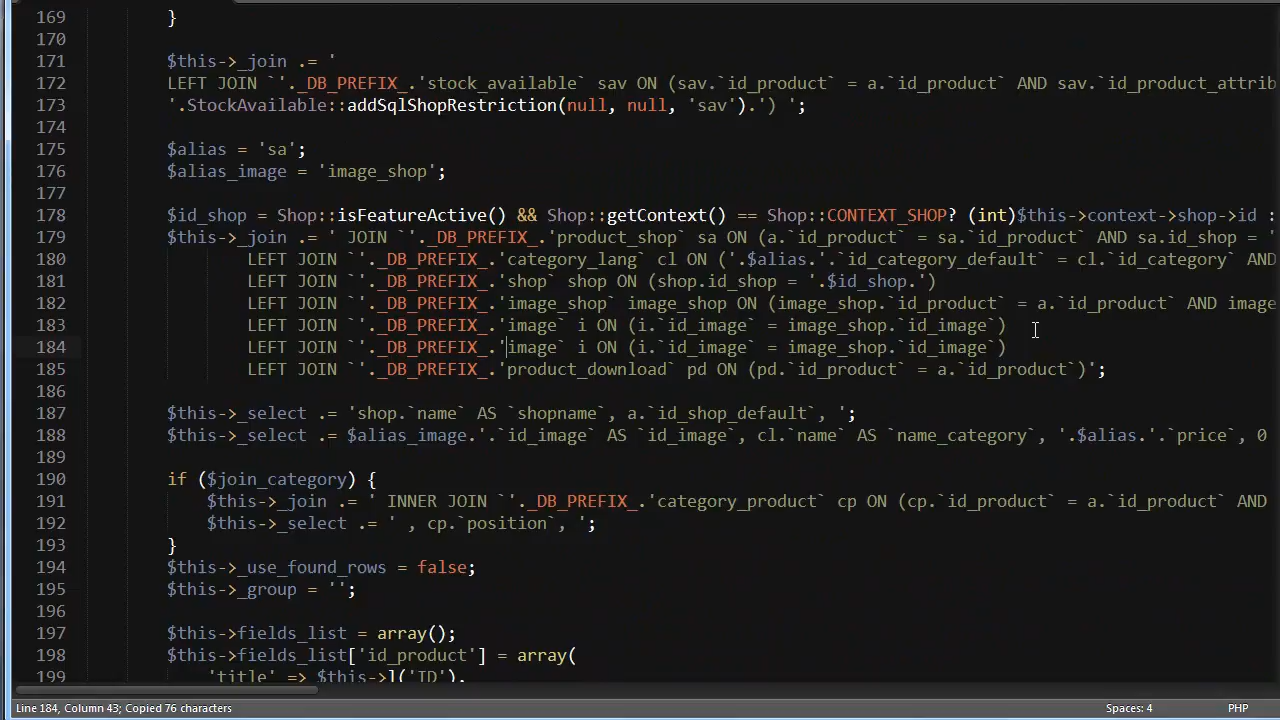 169 }
170
171 $this->_join .= '
172 LEFT JOIN `'._DB_PREFIX_.'stock_available` sav ON (sav.`id_product` = a.`id_product` AND sav.`id_product_attrib
173 '.StockAvailable::addSqlShopRestriction(null, null, 'sav').') ';
174
175 $alias = 'sa';
176 $alias_image = 'image_shop';
177
178 $id_shop = Shop::isFeatureActive() && Shop::getContext() == Shop::CONTEXT_SHOP? (int)$this->context->shop->id :
179 $this->_join .= ' JOIN `'._DB_PREFIX_.'product_shop` sa ON (a.`id_product` = sa.`id_product` AND sa.id_shop = '
180 LEFT JOIN `'._DB_PREFIX_.'category_lang` cl ON ('.$alias.'.`id_category_default` = cl.`id_category` AND
181 LEFT JOIN `'._DB_PREFIX_.'shop` shop ON (shop.id_shop = '.$id_shop.')
182 LEFT JOIN `'._DB_PREFIX_.'image_shop` image_shop ON (image_shop.`id_product` = a.`id_product` AND image
183 LEFT JOIN `'._DB_PREFIX_.'image` i ON (i.`id_image` = image_shop.`id_image`)
184 LEFT JOIN `'._DB_PREFIX_.'image` i ON (i.`id_image` = image_shop.`id_image`)
185 LEFT JOIN `'._DB_PREFIX_.'product_download` pd ON (pd.`id_product` = a.`id_product`)';
186
187 $this->_select .= 'shop.`name` AS `shopname`, a.`id_shop_default`, ';
188 $this->_select .= $alias_image.'.`id_image` AS `id_image`, cl.`name` AS `name_category`, '.$alias.'.`price`, 0
189
190 if ($join_category) {
191 $this->_join .= ' INNER JOIN `'._DB_PREFIX_.'category_product` cp ON (cp.`id_product` = a.`id_product` AND
192 $this->_select .= ' , cp.`position`, ';
193 }
194 $this->_use_found_rows = false;
195 $this->_group = '';
196
197 $this->fields_list = array();
198 $this->fields_list['id_product'] = array(
199 'title' => $this->l('ID'),
Line 184, Column 43; Copied 76 characters Spaces: 4 PHP